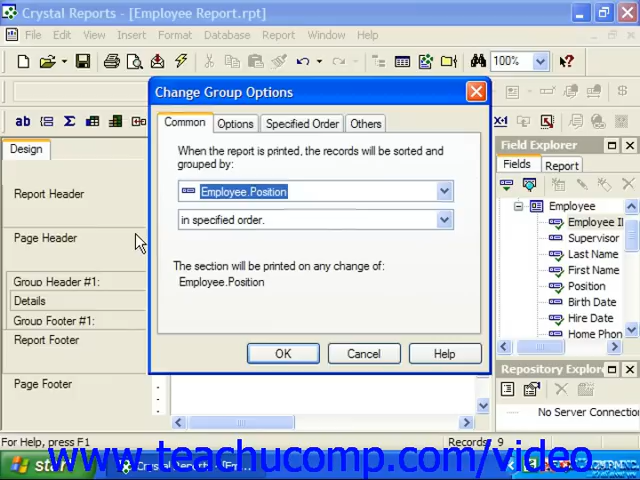 Crystal Reports - [Employee Report.rpt]
File Edit View Insert Format Database Report Window Help
100%
Change Group Options
Common Options Specified Order Others
When the report is printed, the records will be sorted and
grouped by:
Employee.Position
in specified order.
The section will be printed on any change of:
Employee.Position
OK Cancel Help
Design
Report Header
Page Header
Group Header #1:
Details
Group Footer #1:
Report Footer
Page Footer
Field Explorer
Fields Report
Employee
Employee ID
Supervisor
Last Name
First Name
Position
Birth Date
Hire Date
Home Phon
Repository Explorer
No Server Connection
For Help, press F1
Records: 9
www.teachucomp.com/video
start